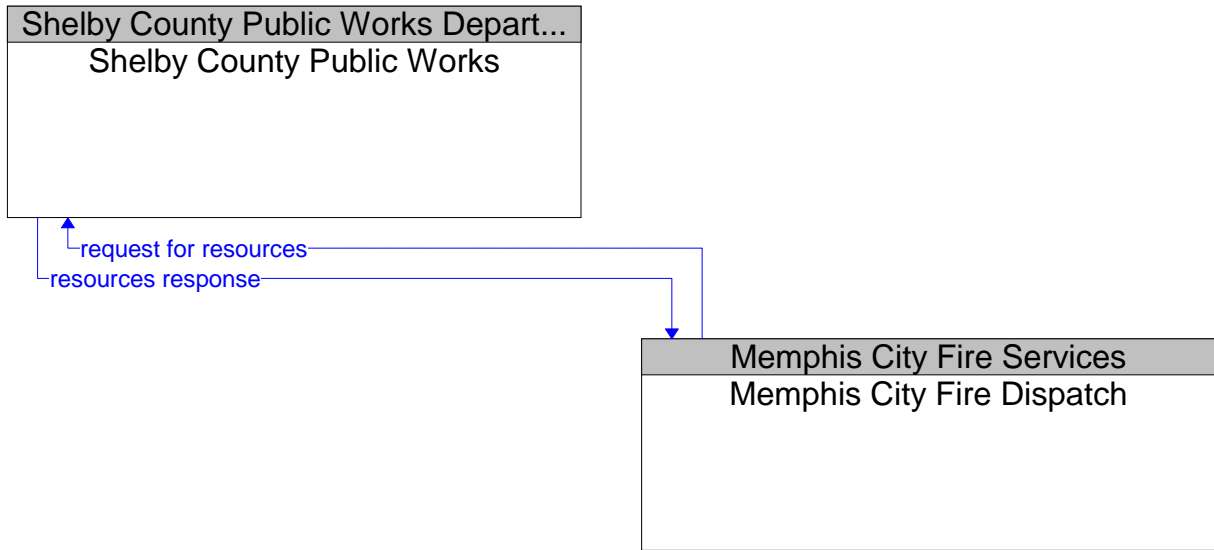 Shelby County Public Works Depart...
Shelby County Public Works
request for resources
resources response
Memphis City Fire Services
Memphis City Fire Dispatch